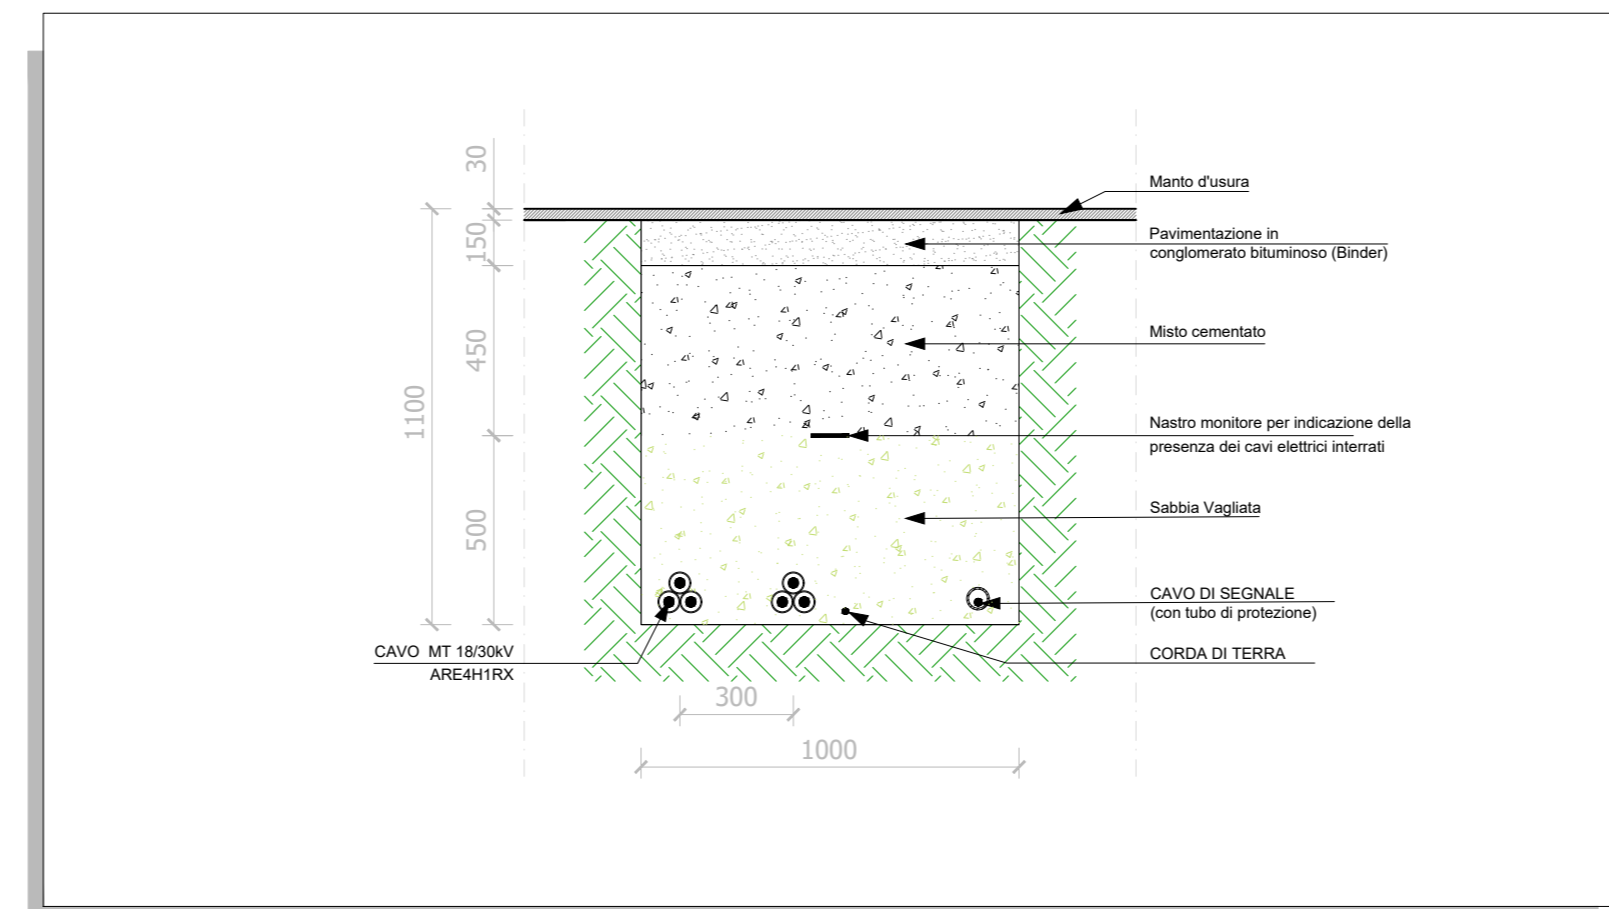 30
Manto d'usura
150
Pavimentazione in
conglomerato bituminoso (Binder)
450
Misto cementato
1100
Nastro monitore per indicazione della
presenza dei cavi elettrici interrati
500
Sabbia Vagliata
CAVO DI SEGNALE
(con tubo di protezione)
CAVO MT 18/30kV
ARE4H1RX
CORDA DI TERRA
300
1000